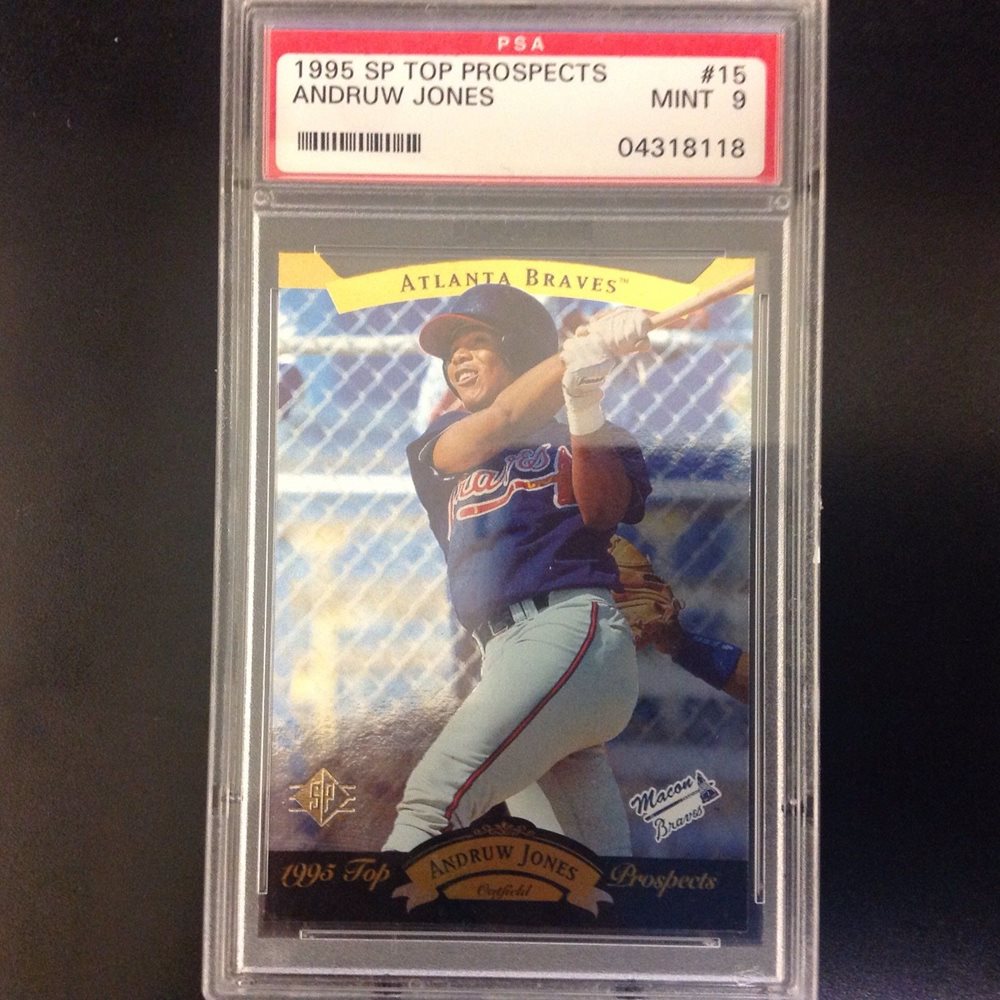 PSA
1995 SP TOP PROSPECTS #15
ANDRUW JONES MINT 9
04318118
ATLANTA BRAVES™
Braves
SP
Macon
Braves
1995 Top Prospects
ANDRUW JONES
Outfield